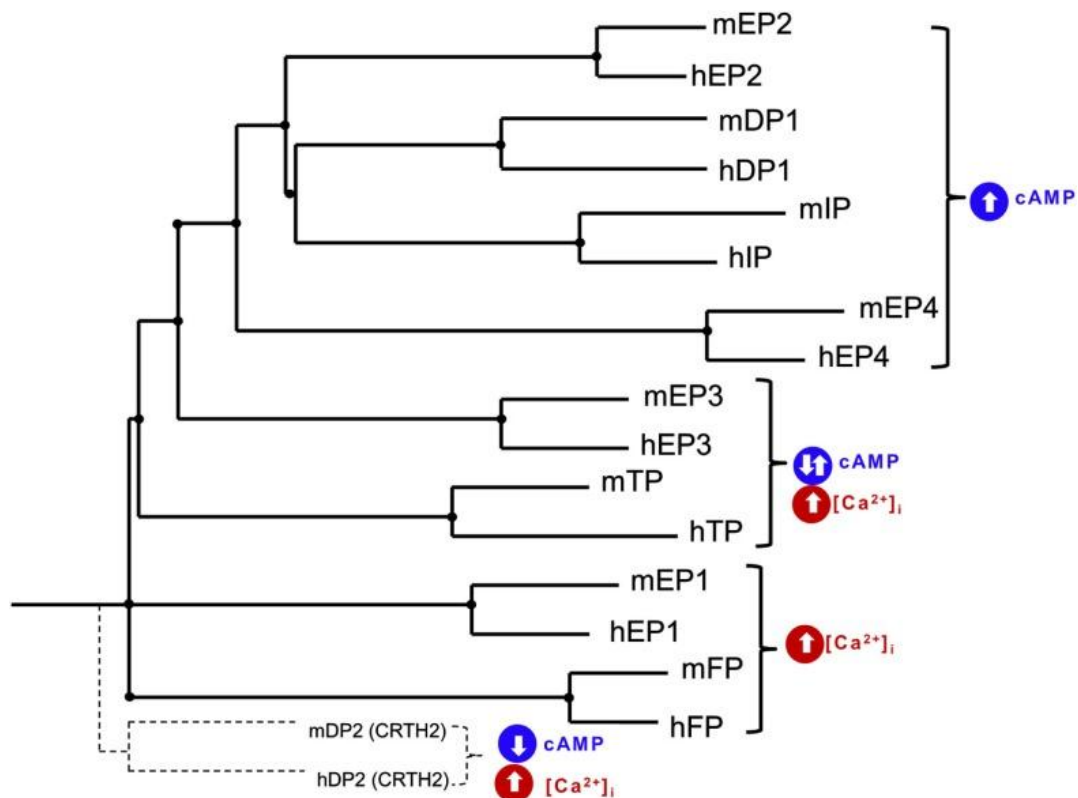 mEP2
hEP2
mDP1
hDP1
mIP
cAMP
hIP
mEP4
hEP4
mEP3
hEP3
cAMP
mTP
[Ca²⁺]ᵢ
hTP
mEP1
hEP1
[Ca²⁺]ᵢ
mFP
hFP
mDP2 (CRTH2)
cAMP
hDP2 (CRTH2)
[Ca²⁺]ᵢ